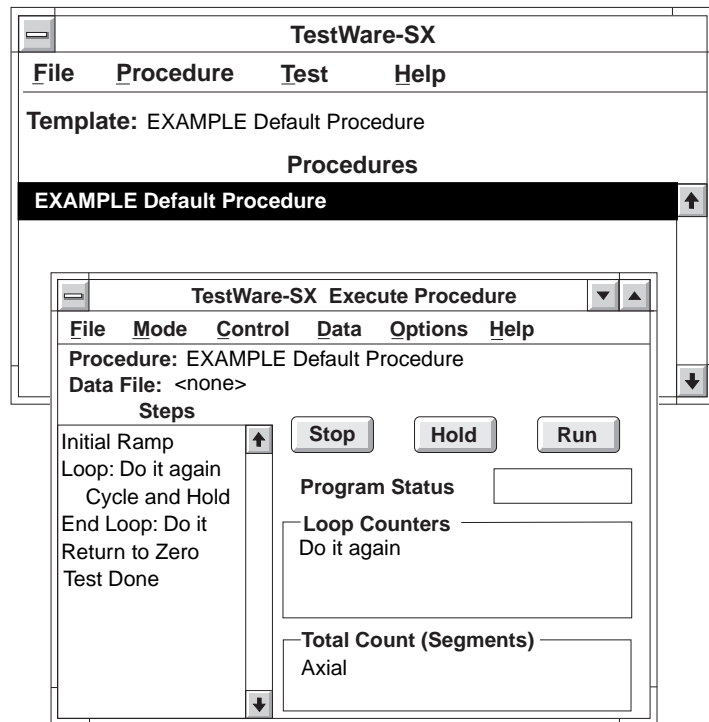 TestWare-SX
File Procedure Test Help
Template: EXAMPLE Default Procedure
Procedures
EXAMPLE Default Procedure
TestWare-SX Execute Procedure
File Mode Control Data Options Help
Procedure: EXAMPLE Default Procedure
Data File: <none>
Steps
Initial Ramp
Loop: Do it again
Cycle and Hold
End Loop: Do it
Return to Zero
Test Done
Stop Hold Run
Program Status
Loop Counters
Do it again
Total Count (Segments)
Axial